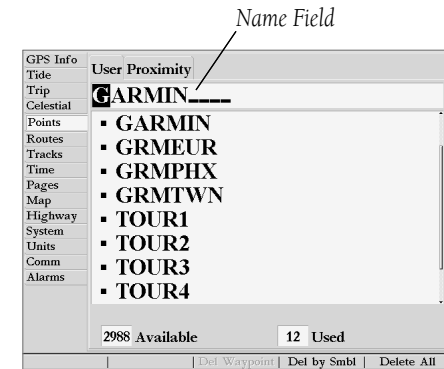 Name Field
GPS Info
Tide
Trip
Celestial
Points
Routes
Tracks
Time
Pages
Map
Highway
System
Units
Comm
Alarms
User Proximity
GARMIN____
GARMIN
GRMEUR
GRMPHX
GRMTWN
TOUR1
TOUR2
TOUR3
TOUR4
2988 Available 12 Used
Del Waypoint | Del by Smbl | Delete All